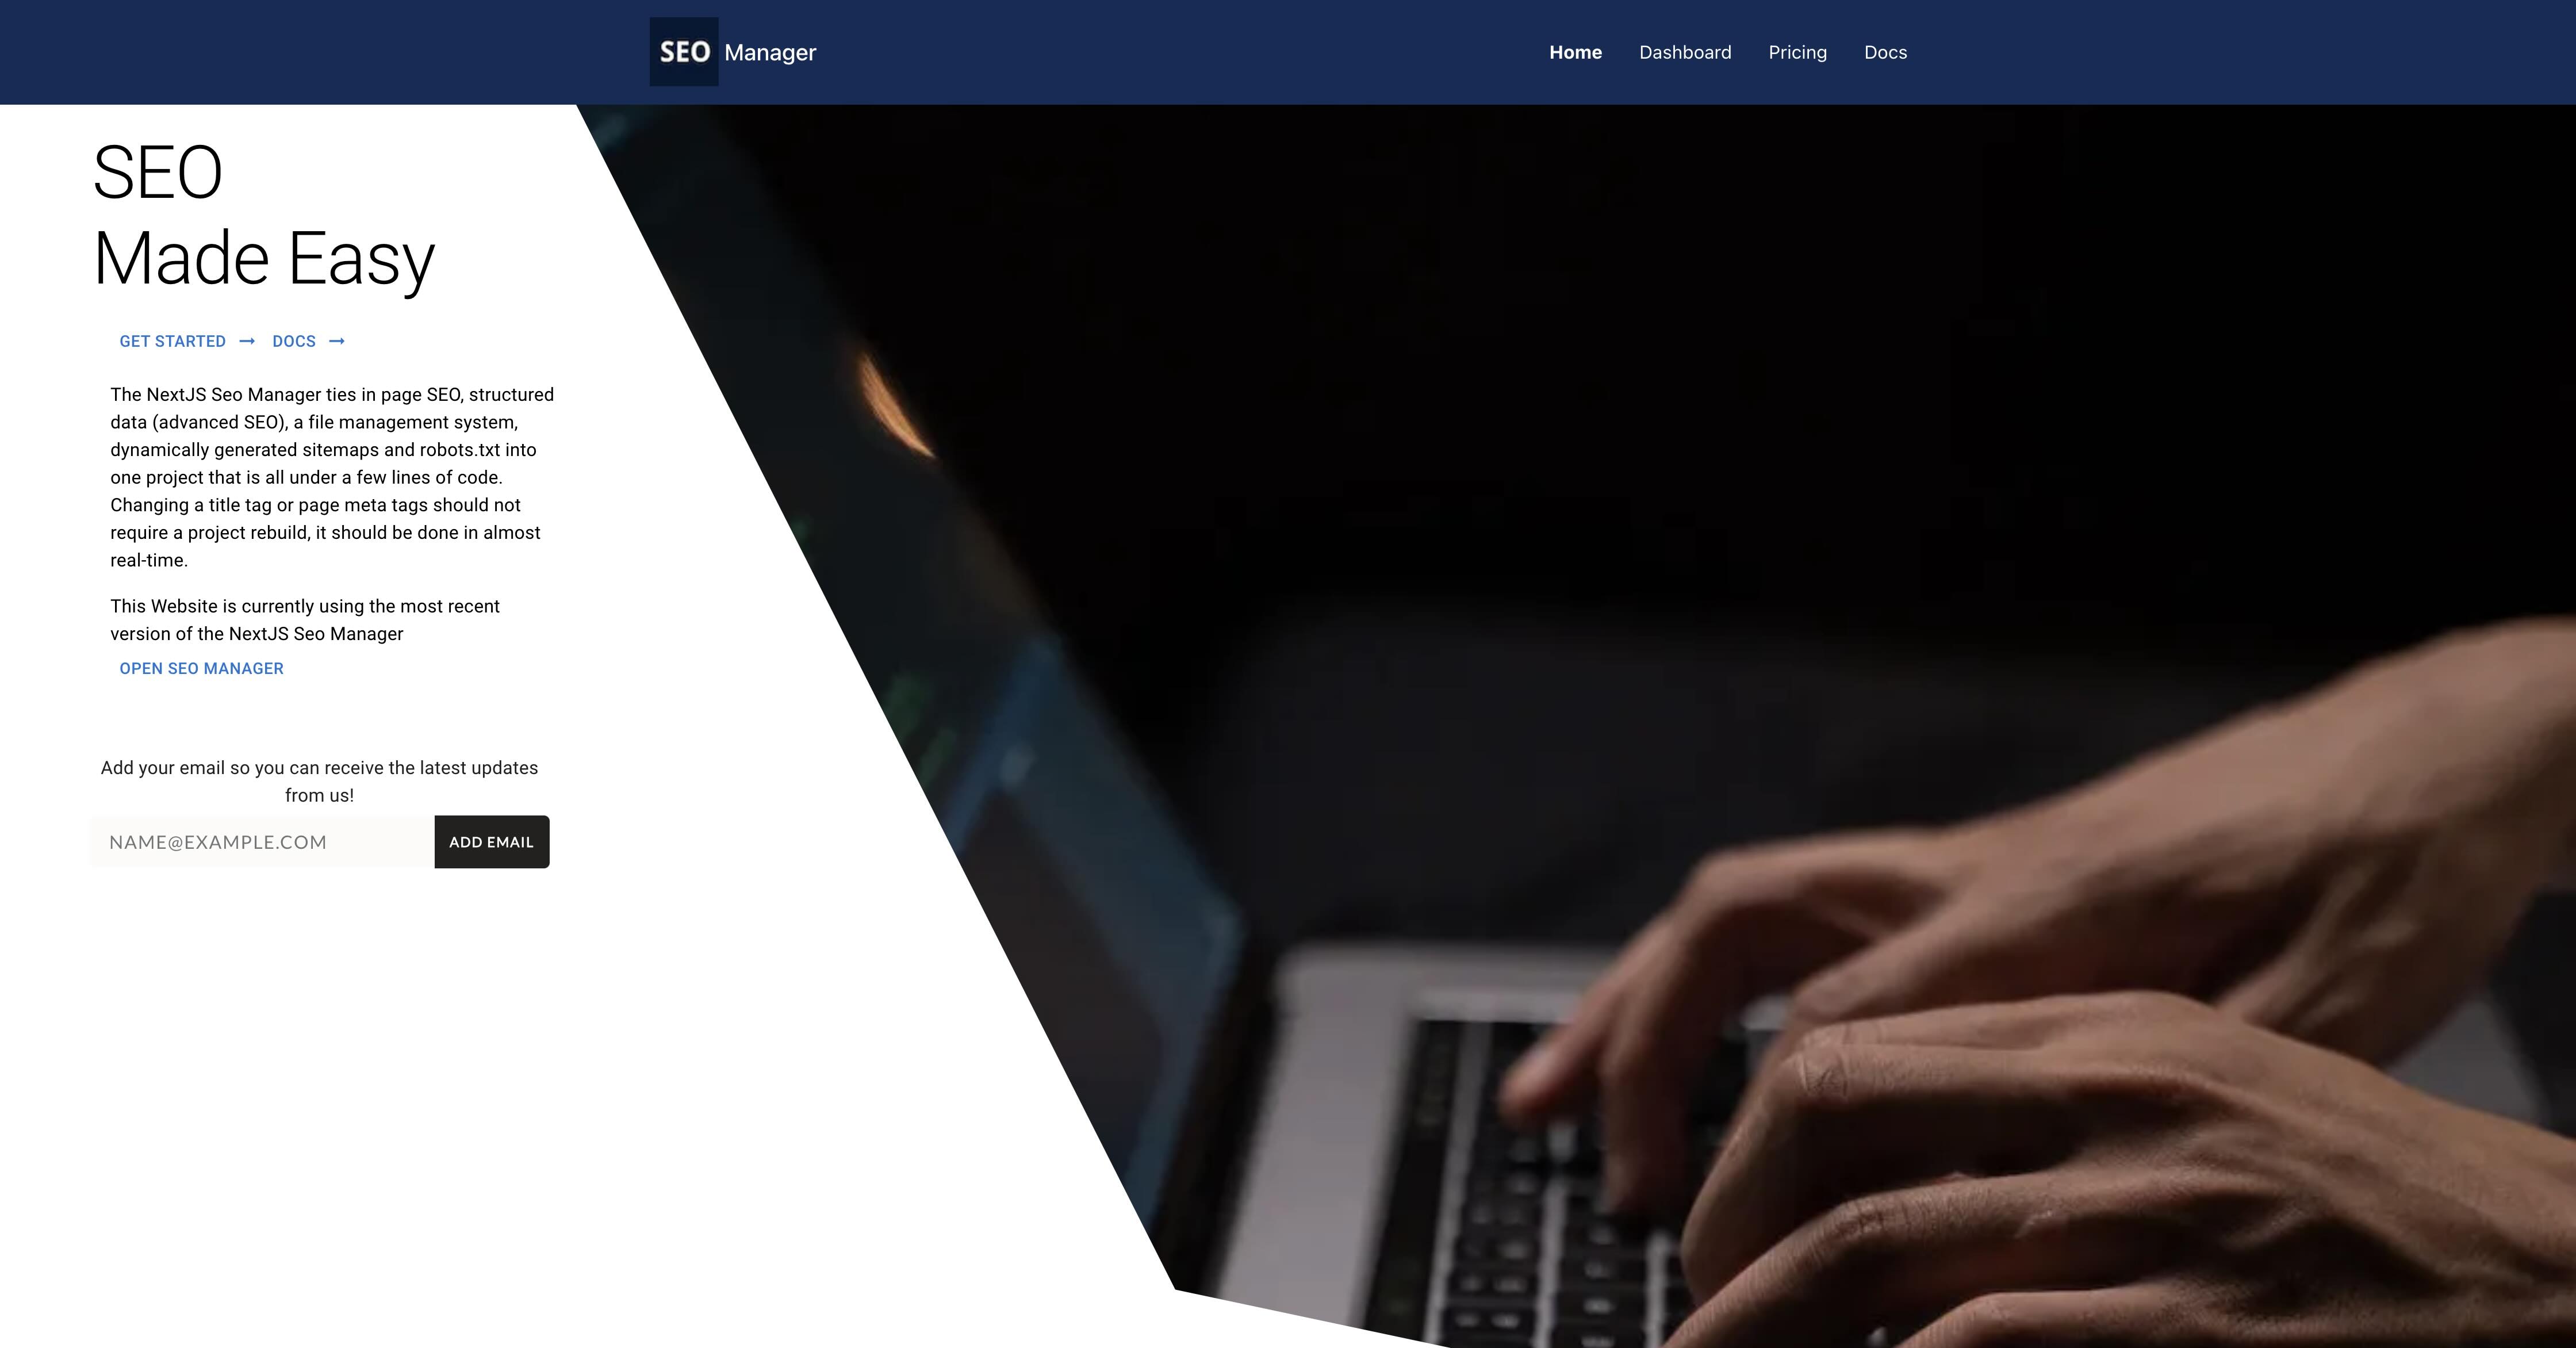 SEO Manager
Home Dashboard Pricing Docs
SEO
Made Easy
GET STARTED → DOCS →
The NextJS Seo Manager ties in page SEO, structured
data (advanced SEO), a file management system,
dynamically generated sitemaps and robots.txt into
one project that is all under a few lines of code.
Changing a title tag or page meta tags should not
require a project rebuild, it should be done in almost
real-time.
This Website is currently using the most recent
version of the NextJS Seo Manager
OPEN SEO MANAGER
Add your email so you can receive the latest updates
from us!
NAME@EXAMPLE.COM ADD EMAIL